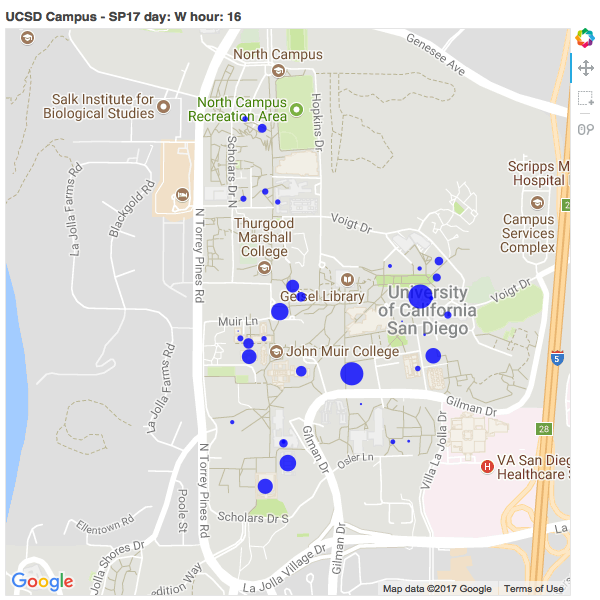 UCSD Campus - SP17 day: W hour: 16
Genesee Ave
North Campus
Salk Institute for
Biological Studies
North Campus
Recreation Area
Hopkins Dr
Scholars Dr N
La Jolla Farms Rd
Blackgold Rd
N Torrey Pines Rd
Scripps M
Hospital
2
Campus
Services
Complex
Voigt Dr
Thurgood
Marshall
College
Geisel Library
University
of California
San Diego
Voigt Dr
Muir Ln
John Muir College
5
La Jolla Farms Rd
Gilman Dr
28
Gilman Dr
Villa La Jolla Dr
Osler Ln
N Torrey Pines Rd
H
VA San Dieg
Healthcare S
Poole St
Ellentown Rd
Scholars Dr S
La
La Jolla Shores Dr
Gilman Dr
La Jolla Village Dr
edition Way
Google
Map data ©2017 Google
Terms of Use